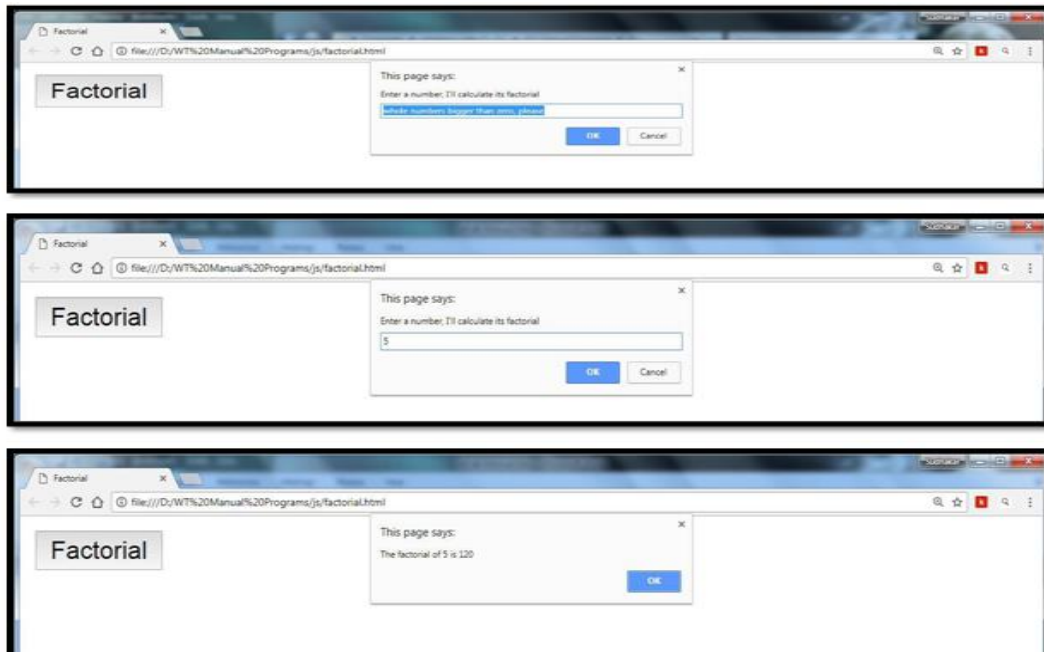 Sudhakar
Factorial
file:///D:/WT%20Manual%20Programs/js/factorial.html
Factorial
This page says:
Enter a number, I'll calculate its factorial
whole numbers bigger than zero, please
OK Cancel
Sudhakar
Factorial
file:///D:/WT%20Manual%20Programs/js/factorial.html
Factorial
This page says:
Enter a number, I'll calculate its factorial
5
OK Cancel
Sudhakar
Factorial
file:///D:/WT%20Manual%20Programs/js/factorial.html
Factorial
This page says:
The factorial of 5 is 120
OK